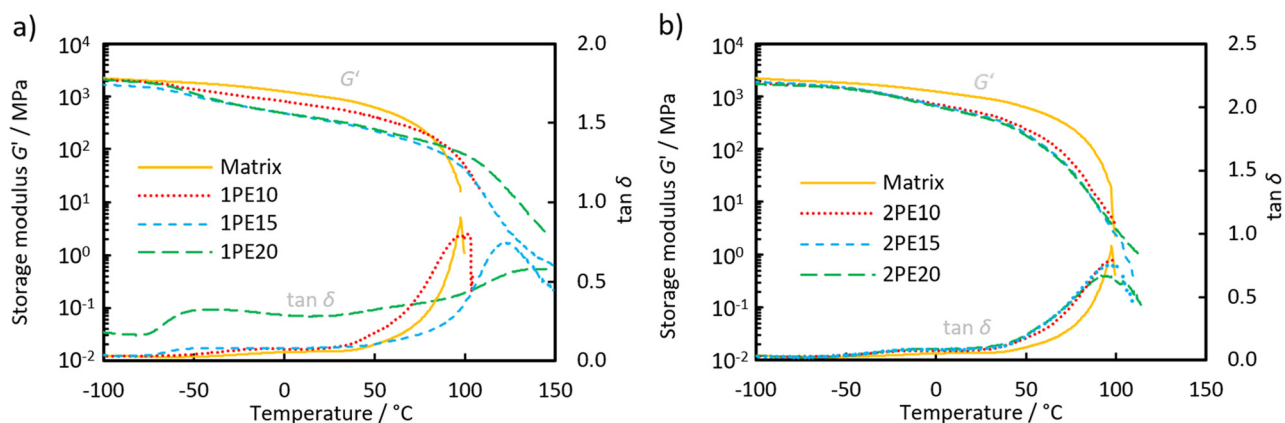 a)
Storage modulus G' / MPa
10⁴
10³
10²
10¹
10⁰
10⁻¹
10⁻²
G‘
Matrix
1PE10
1PE15
1PE20
tan δ
2.0
1.5
1.0
0.5
0.0
tan δ
-100 -50 0 50 100 150
Temperature / °C
b)
Storage modulus G' / MPa
10⁴
10³
10²
10¹
10⁰
10⁻¹
10⁻²
G‘
Matrix
2PE10
2PE15
2PE20
tan δ
2.5
2.0
1.5
1.0
0.5
0.0
tan δ
-100 -50 0 50 100 150
Temperature / °C